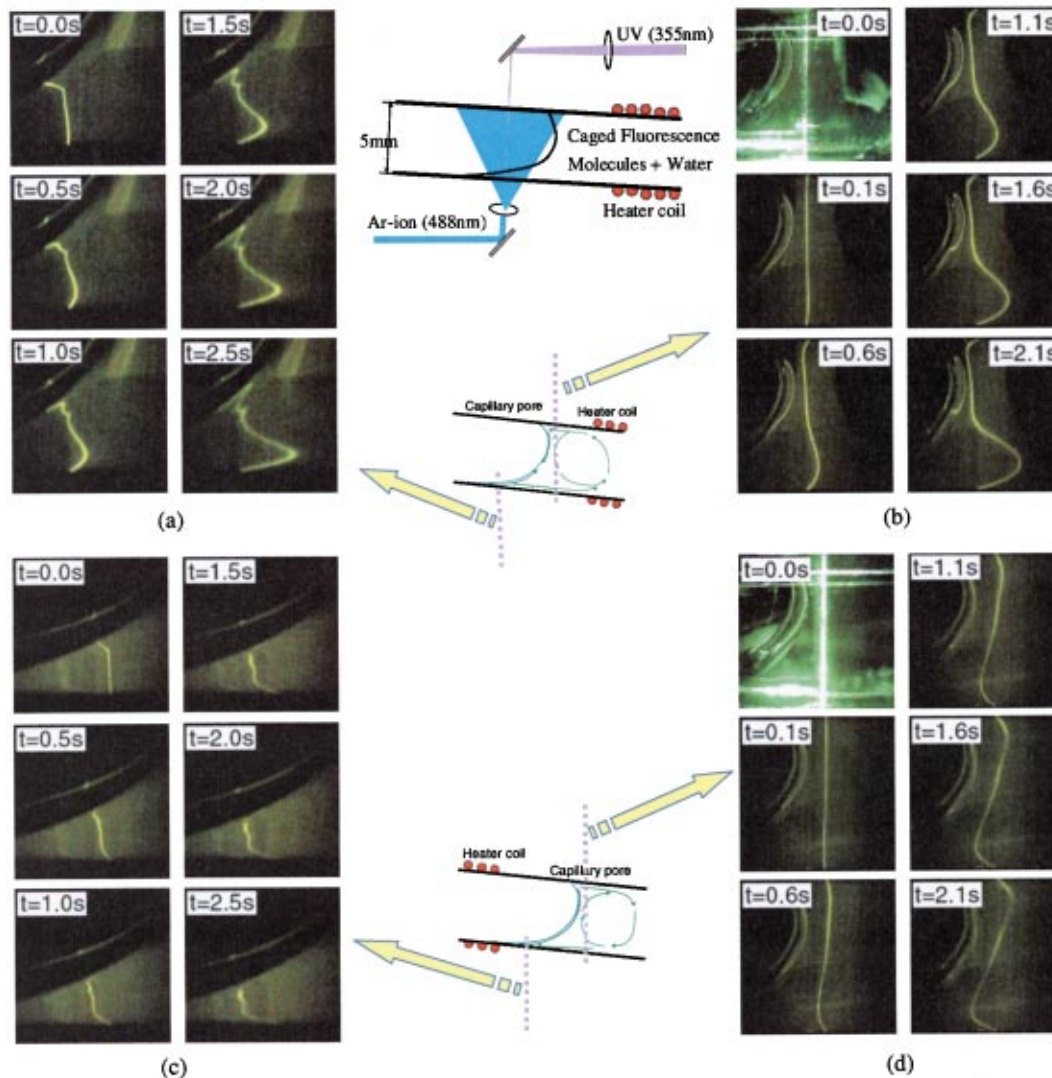 t=0.0s
t=1.5s
t=0.5s
t=2.0s
t=1.0s
t=2.5s
(a)
UV (355nm)
5mm
Caged Fluorescence
Molecules + Water
Heater coil
Ar-ion (488nm)
Capillary pore
Heater coil
t=0.0s
t=1.1s
t=0.1s
t=1.6s
t=0.6s
t=2.1s
(b)
t=0.0s
t=1.5s
t=0.5s
t=2.0s
t=1.0s
t=2.5s
(c)
Heater coil
Capillary pore
t=0.0s
t=1.1s
t=0.1s
t=1.6s
t=0.6s
t=2.1s
(d)